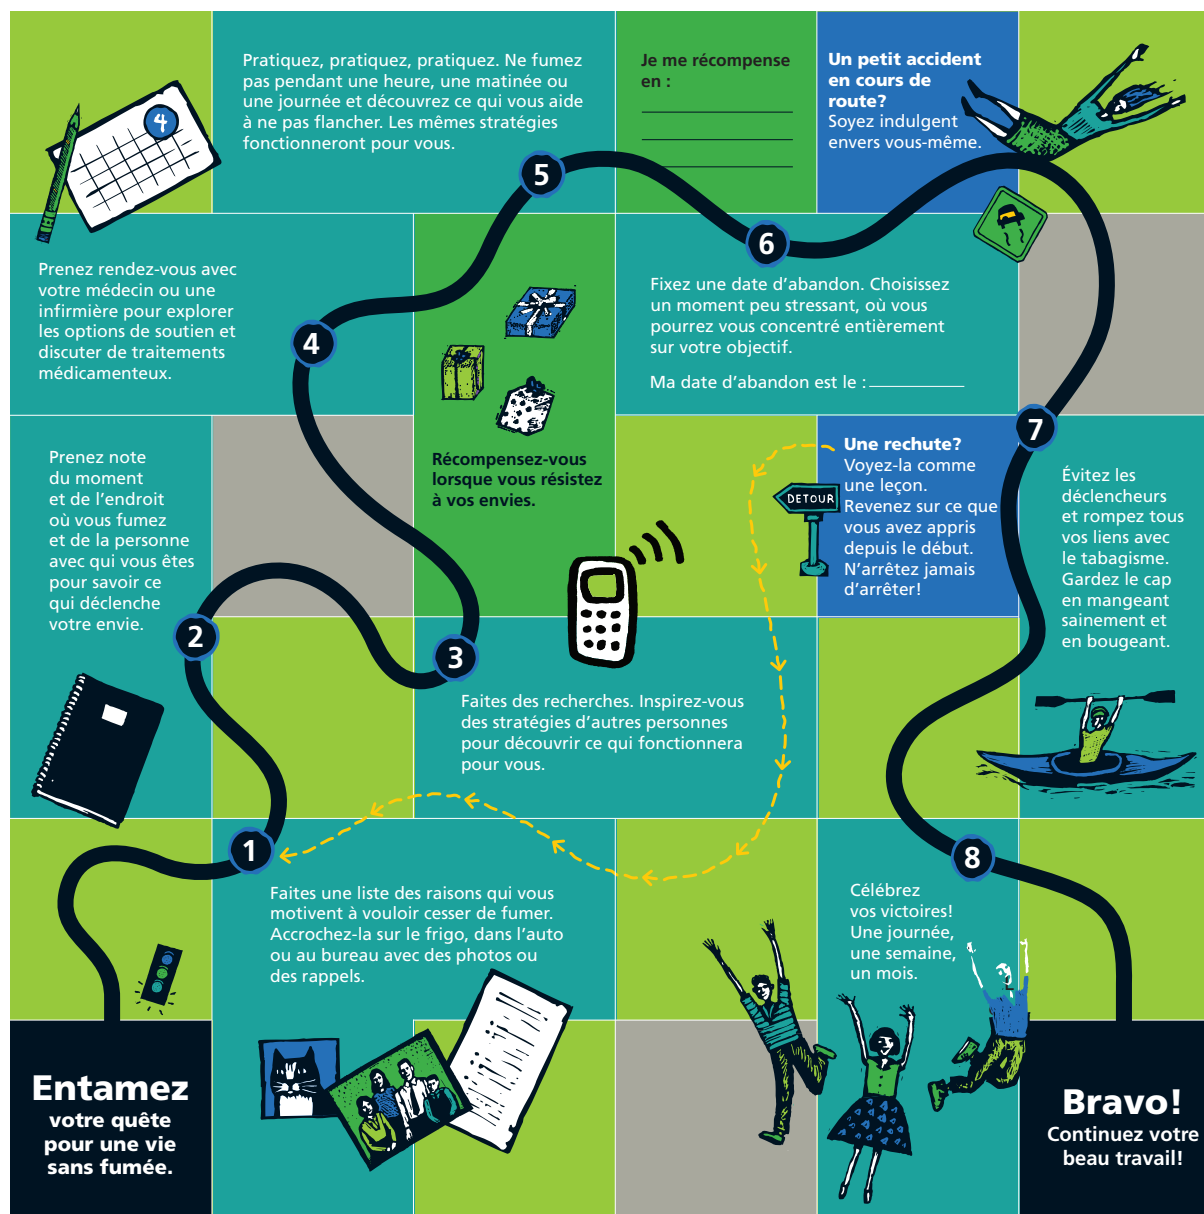 Entamez
votre quête
pour une vie
sans fumée.
1
Faites une liste des raisons qui vous
motivent à vouloir cesser de fumer.
Accrochez-la sur le frigo, dans l’auto
ou au bureau avec des photos ou
des rappels.
2
Prenez note
du moment
et de l’endroit
où vous fumez
et de la personne
avec qui vous êtes
pour savoir ce
qui déclenche
votre envie.
3
Faites des recherches. Inspirez-vous
des stratégies d’autres personnes
pour découvrir ce qui fonctionnera
pour vous.
Récompensez-vous
lorsque vous résistez
à vos envies.
4
4
Prenez rendez-vous avec
votre médecin ou une
infirmière pour explorer
les options de soutien et
discuter de traitements
médicamenteux.
5
Pratiquez, pratiquez, pratiquez. Ne fumez
pas pendant une heure, une matinée ou
une journée et découvrez ce qui vous aide
à ne pas flancher. Les mêmes stratégies
fonctionneront pour vous.
Je me récompense
en :
6
Fixez une date d’abandon. Choisissez
un moment peu stressant, où vous
pourrez vous concentré entièrement
sur votre objectif.
Ma date d’abandon est le :
Un petit accident
en cours de
route?
Soyez indulgent
envers vous-même.
7
Évitez les
déclencheurs
et rompez tous
vos liens avec
le tabagisme.
Gardez le cap
en mangeant
sainement et
en bougeant.
Une rechute?
Voyez-la comme
une leçon.
Revenez sur ce que
vous avez appris
depuis le début.
N’arrêtez jamais
d’arrêter!
DETOUR
8
Célébrez
vos victoires!
Une journée,
une semaine,
un mois.
Bravo!
Continuez votre
beau travail!